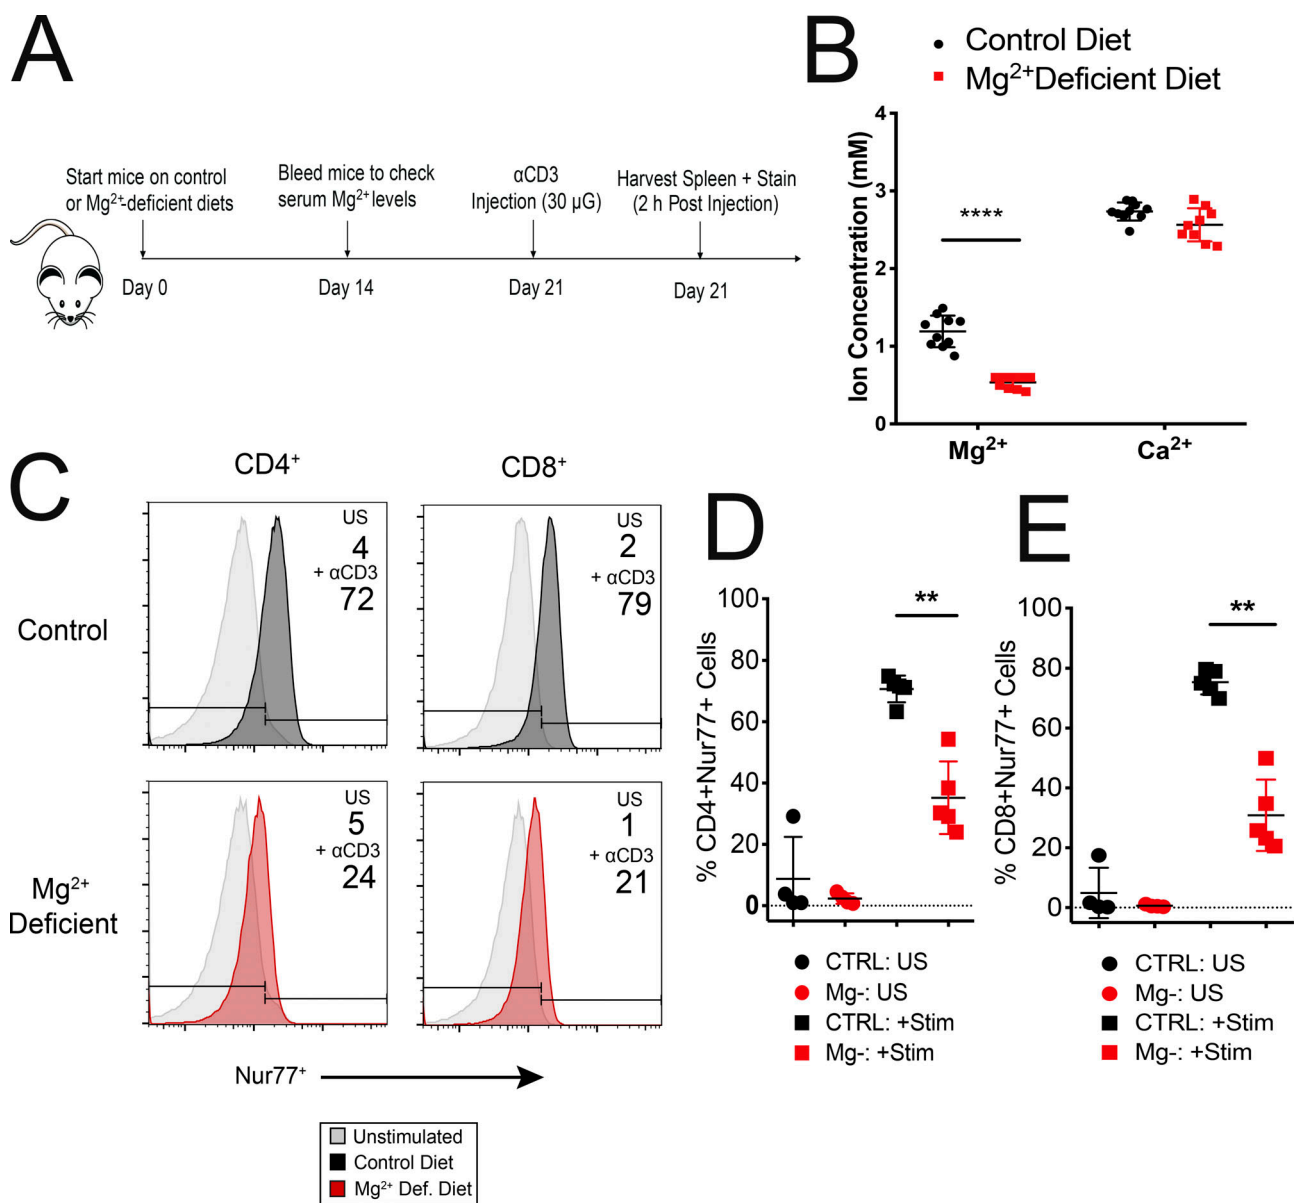 A
Start mice on control
or Mg²⁺-deficient diets
Bleed mice to check
serum Mg²⁺ levels
αCD3
Injection (30 µG)
Harvest Spleen + Stain
(2 h Post Injection)
Day 0
Day 14
Day 21
Day 21
B
Control Diet
Mg²⁺Deficient Diet
Ion Concentration (mM)
4
3
2
1
0
****
Mg²⁺
Ca²⁺
C
CD4⁺
CD8⁺
Control
US
4
+ αCD3
72
US
2
+ αCD3
79
Mg²⁺
Deficient
US
5
+ αCD3
24
US
1
+ αCD3
21
Nur77⁺
Unstimulated
Control Diet
Mg²⁺ Def. Diet
D
% CD4+Nur77+ Cells
100
80
60
40
20
0
**
CTRL: US
Mg-: US
CTRL: +Stim
Mg-: +Stim
E
% CD8+Nur77+ Cells
100
80
60
40
20
0
**
CTRL: US
Mg-: US
CTRL: +Stim
Mg-: +Stim